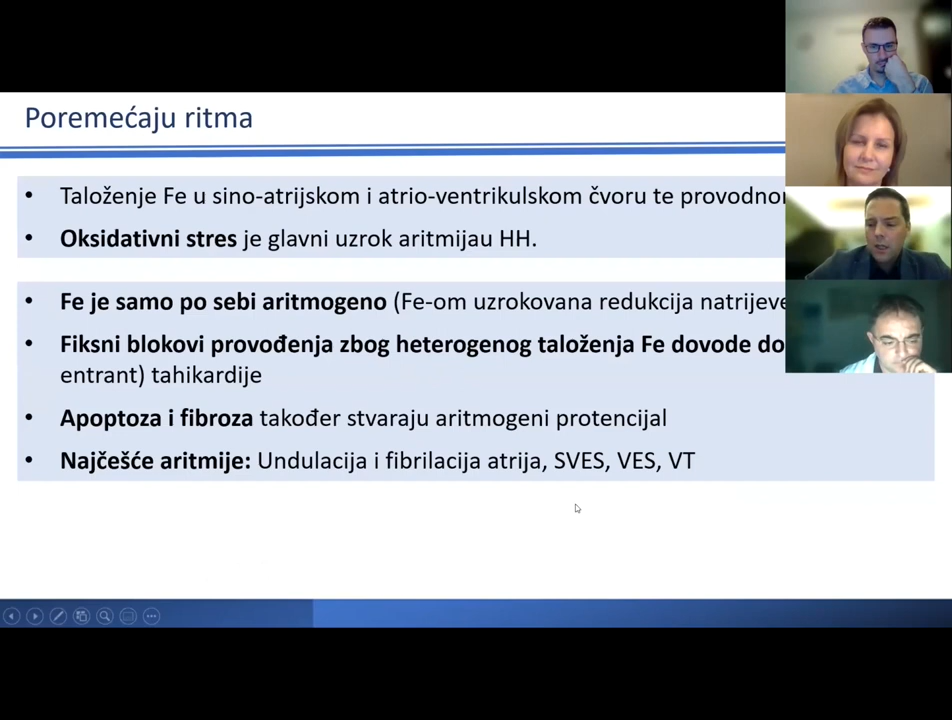 Poremećaju ritma
• Taloženje Fe u sino-atrijskom i atrio-ventrikulskom čvoru te
• Oksidativni stres je glavni uzrok aritmijau HH.
• Fe je samo po sebi aritmogeno (Fe-om uzrokovana redukcija
• Fiksni blokovi provođenja zbog heterogenog taloženja Fe dovode do
entrant) tahikardije
• Apoptoza i fibroza također stvaraju aritmogeni protencijal
• Najčešće aritmije: Undulacija i fibrilacija atrija, SVES, VES, VT